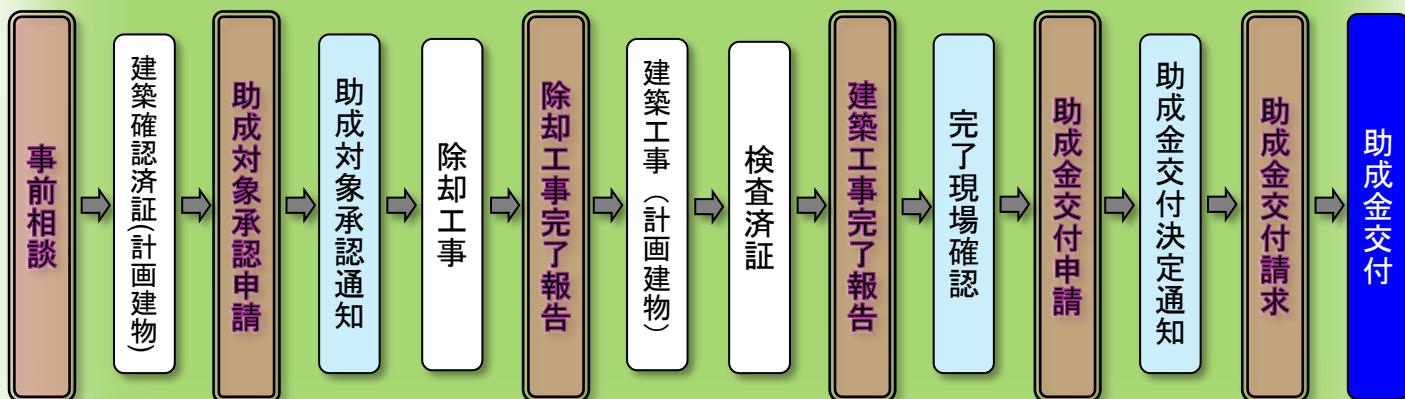 事前相談
建築確認済証(計画建物)
助成対象承認申請
助成対象承認通知
除却工事
除却工事完了報告
建築工事（計画建物）
検査済証
建築工事完了報告
完了現場確認
助成金交付申請
助成金交付決定通知
助成金交付請求
助成金交付